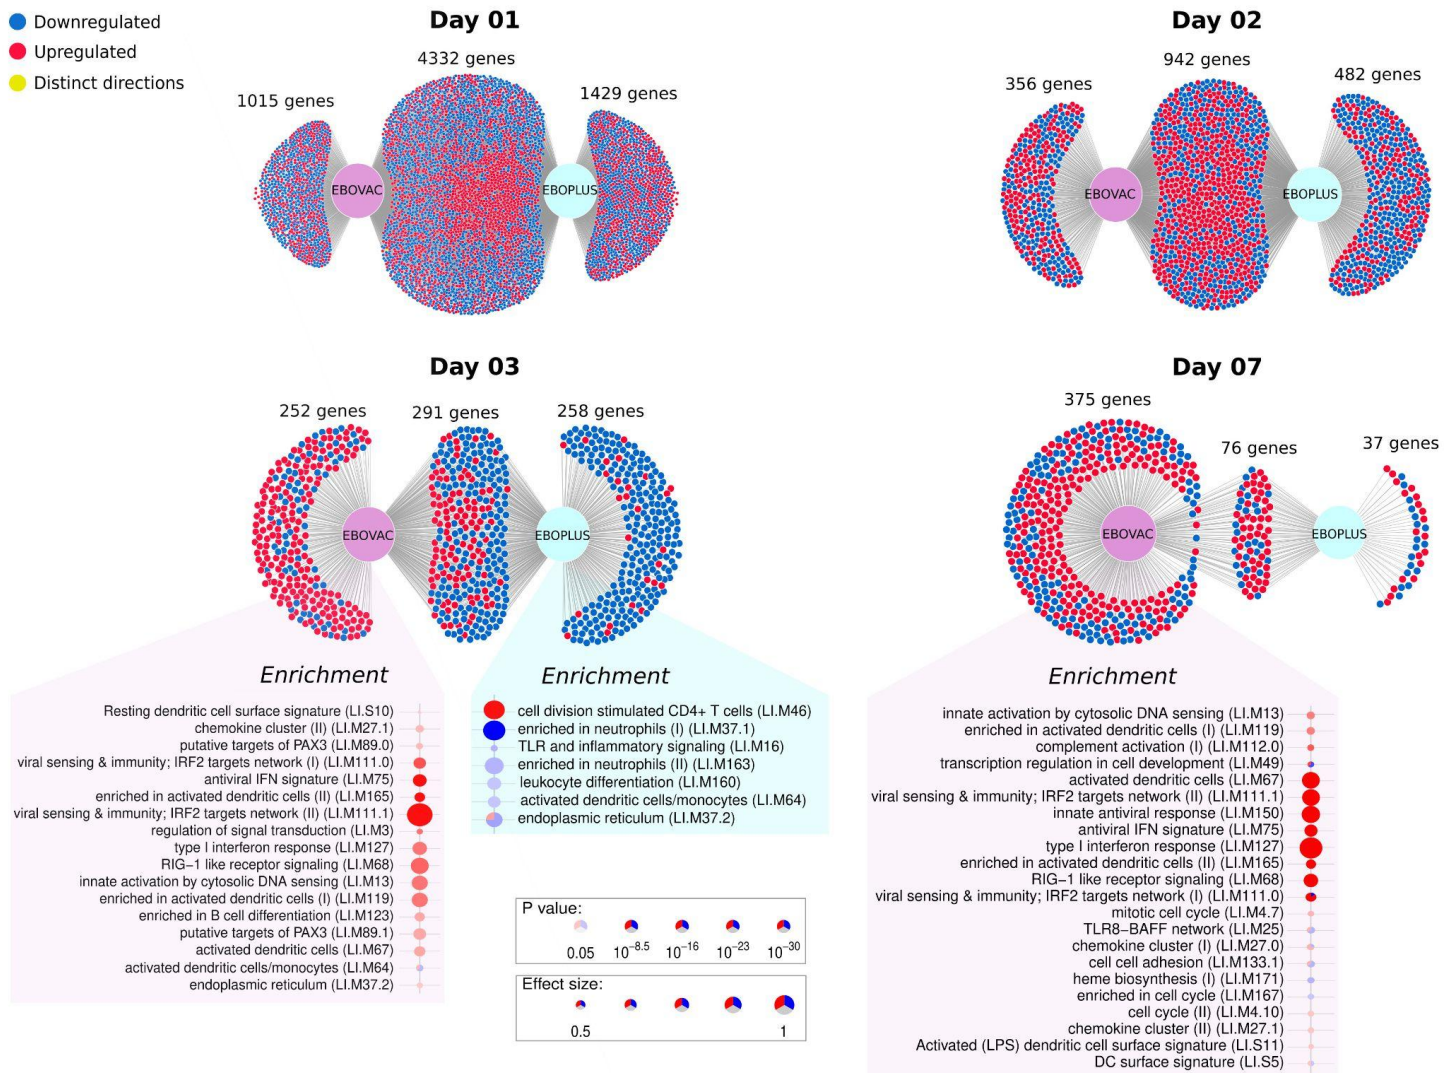 Downregulated
Upregulated
Distinct directions
Day 01
1015 genes
4332 genes
1429 genes
EBOVAC
EBOPLUS
Day 02
356 genes
942 genes
482 genes
EBOVAC
EBOPLUS
Day 03
252 genes
291 genes
258 genes
EBOVAC
EBOPLUS
Day 07
375 genes
76 genes
37 genes
EBOVAC
EBOPLUS
Enrichment
Resting dendritic cell surface signature (LI.S10)
chemokine cluster (II) (LI.M27.1)
putative targets of PAX3 (LI.M89.0)
viral sensing & immunity; IRF2 targets network (I) (LI.M111.0)
antiviral IFN signature (LI.M75)
enriched in activated dendritic cells (II) (LI.M165)
viral sensing & immunity; IRF2 targets network (II) (LI.M111.1)
regulation of signal transduction (LI.M3)
type I interferon response (LI.M127)
RIG−1 like receptor signaling (LI.M68)
innate activation by cytosolic DNA sensing (LI.M13)
enriched in activated dendritic cells (I) (LI.M119)
enriched in B cell differentiation (LI.M123)
putative targets of PAX3 (LI.M89.1)
activated dendritic cells (LI.M67)
activated dendritic cells/monocytes (LI.M64)
endoplasmic reticulum (LI.M37.2)
Enrichment
cell division stimulated CD4+ T cells (LI.M46)
enriched in neutrophils (I) (LI.M37.1)
TLR and inflammatory signaling (LI.M16)
enriched in neutrophils (II) (LI.M163)
leukocyte differentiation (LI.M160)
activated dendritic cells/monocytes (LI.M64)
endoplasmic reticulum (LI.M37.2)
P value:
0.05 10−8.5 10−16 10−23 10−30
Effect size:
0.5 1
Enrichment
innate activation by cytosolic DNA sensing (LI.M13)
enriched in activated dendritic cells (I) (LI.M119)
complement activation (I) (LI.M112.0)
transcription regulation in cell development (LI.M49)
activated dendritic cells (LI.M67)
viral sensing & immunity; IRF2 targets network (II) (LI.M111.1)
innate antiviral response (LI.M150)
antiviral IFN signature (LI.M75)
type I interferon response (LI.M127)
enriched in activated dendritic cells (II) (LI.M165)
RIG−1 like receptor signaling (LI.M68)
viral sensing & immunity; IRF2 targets network (I) (LI.M111.0)
mitotic cell cycle (LI.M4.7)
TLR8−BAFF network (LI.M25)
chemokine cluster (I) (LI.M27.0)
cell cell adhesion (LI.M133.1)
heme biosynthesis (I) (LI.M171)
enriched in cell cycle (LI.M167)
cell cycle (II) (LI.M4.10)
chemokine cluster (II) (LI.M27.1)
Activated (LPS) dendritic cell surface signature (LI.S11)
DC surface signature (LI.S5)